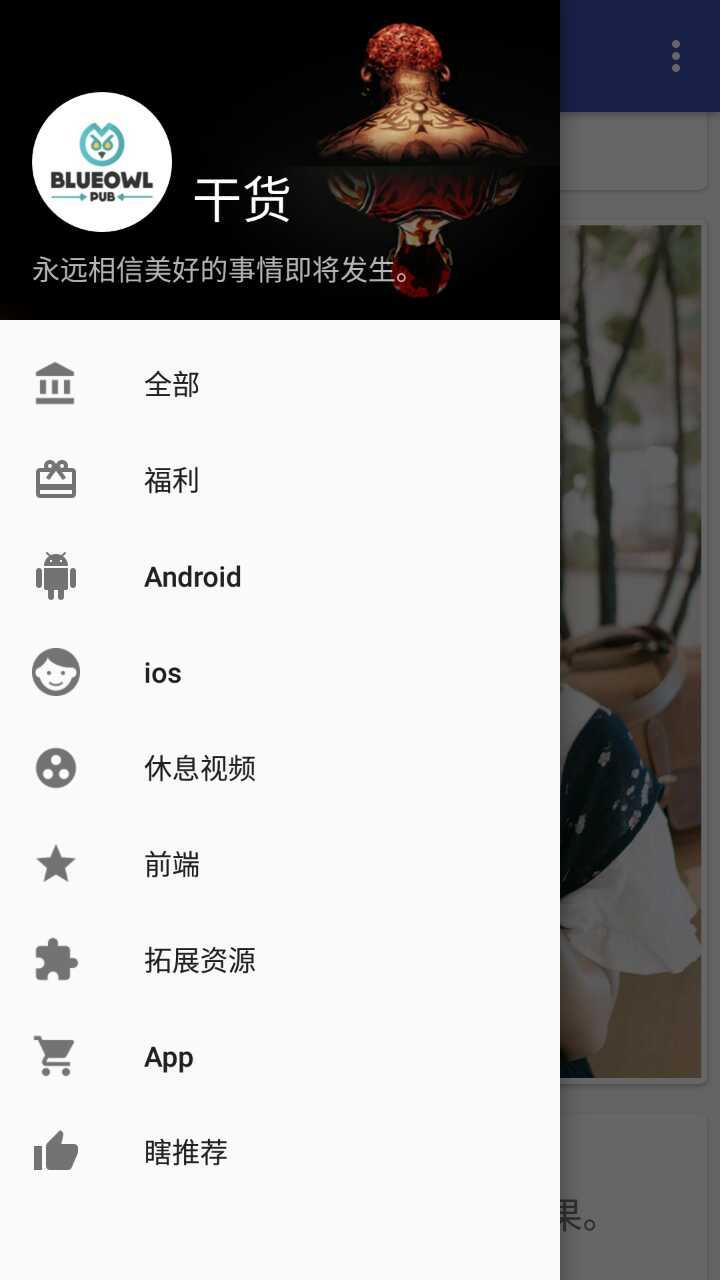 BLUEOWL
PUB
干货
永远相信美好的事情即将发生。
全部
福利
Android
ios
休息视频
前端
拓展资源
App
瞎推荐
果。